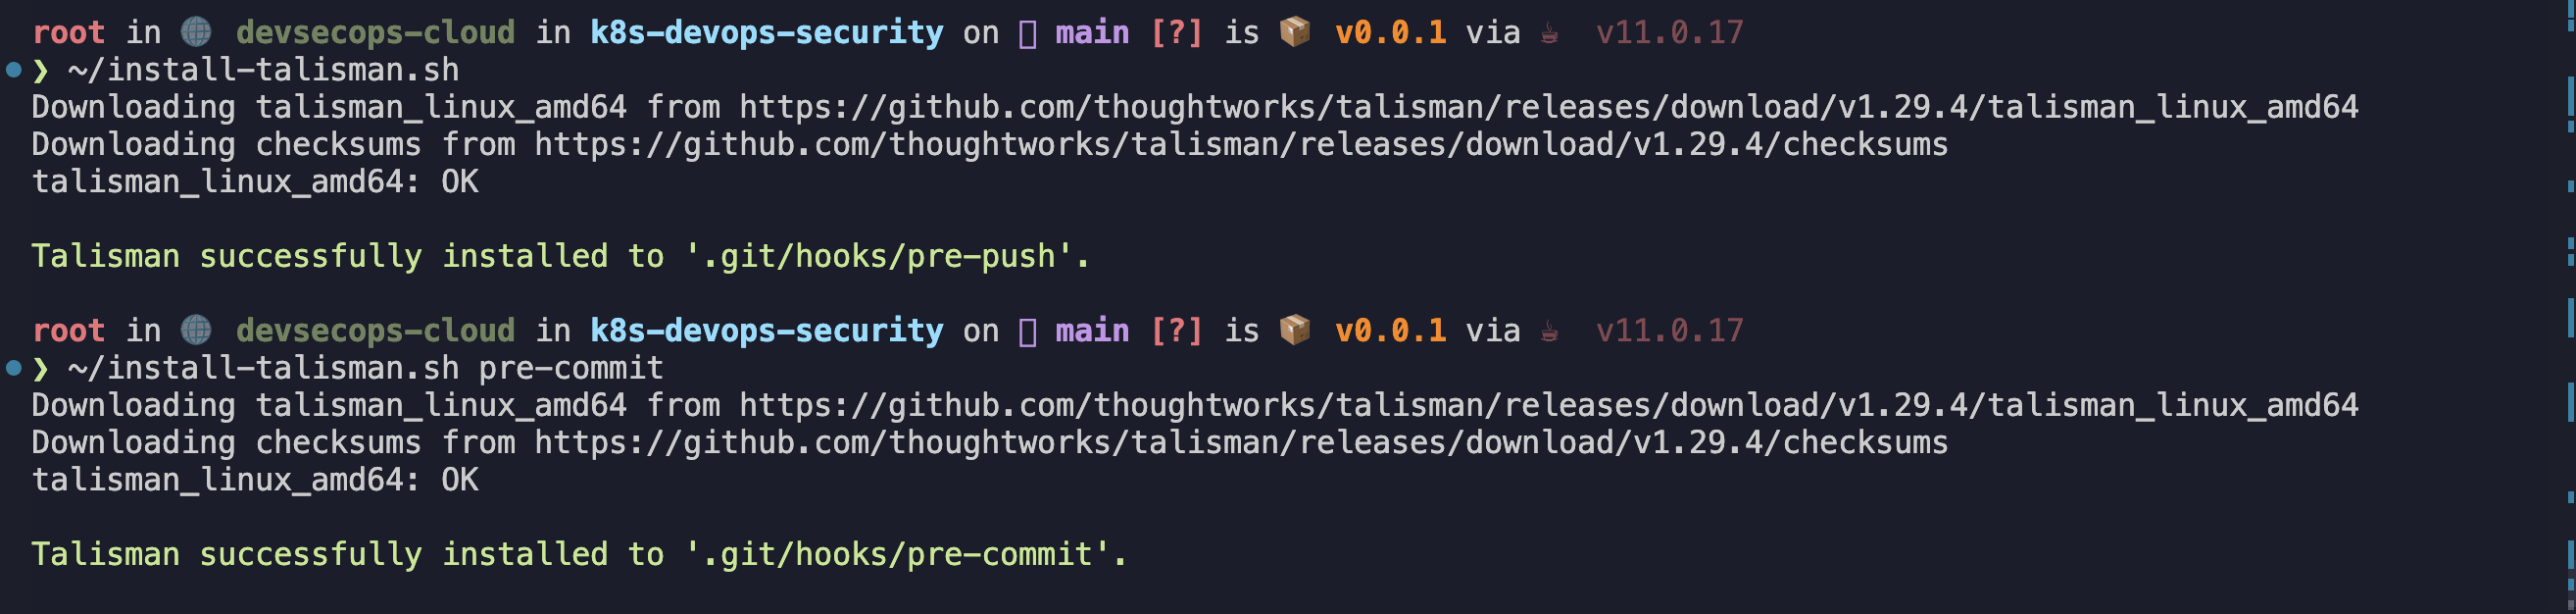 root in 🌐 devsecops-cloud in k8s-devops-security on  main [?] is 📦 v0.0.1 via ☕ v11.0.17
❯ ~/install-talisman.sh
Downloading talisman_linux_amd64 from https://github.com/thoughtworks/talisman/releases/download/v1.29.4/talisman_linux_amd64
Downloading checksums from https://github.com/thoughtworks/talisman/releases/download/v1.29.4/checksums
talisman_linux_amd64: OK
Talisman successfully installed to '.git/hooks/pre-push'.
root in 🌐 devsecops-cloud in k8s-devops-security on  main [?] is 📦 v0.0.1 via ☕ v11.0.17
❯ ~/install-talisman.sh pre-commit
Downloading talisman_linux_amd64 from https://github.com/thoughtworks/talisman/releases/download/v1.29.4/talisman_linux_amd64
Downloading checksums from https://github.com/thoughtworks/talisman/releases/download/v1.29.4/checksums
talisman_linux_amd64: OK
Talisman successfully installed to '.git/hooks/pre-commit'.